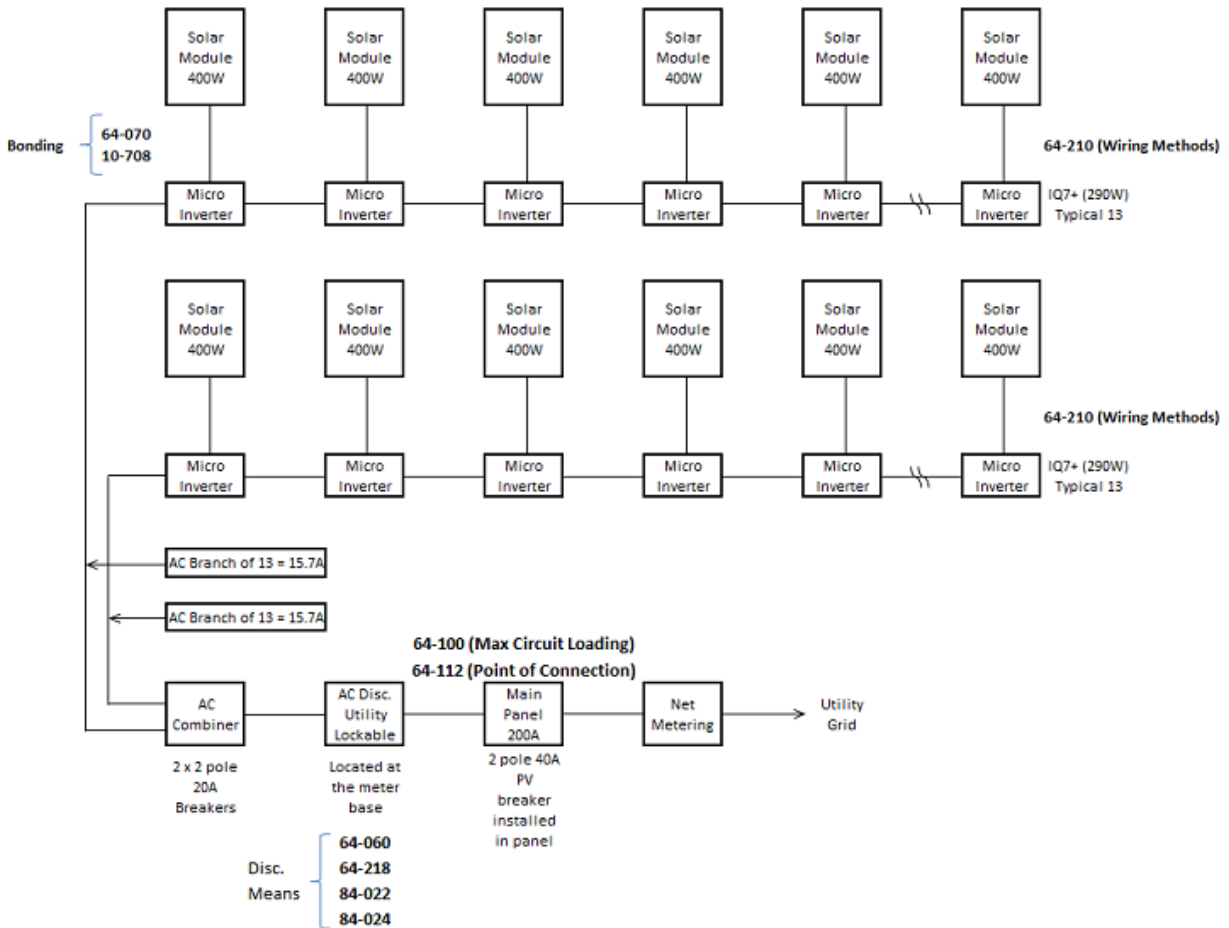 Solar
Module
400W
Solar
Module
400W
Solar
Module
400W
Solar
Module
400W
Solar
Module
400W
Solar
Module
400W
Bonding
64-070
10-708
64-210 (Wiring Methods)
Micro
Inverter
Micro
Inverter
Micro
Inverter
Micro
Inverter
Micro
Inverter
Micro
Inverter
IQ7+ (290W)
Typical 13
Solar
Module
400W
Solar
Module
400W
Solar
Module
400W
Solar
Module
400W
Solar
Module
400W
Solar
Module
400W
64-210 (Wiring Methods)
Micro
Inverter
Micro
Inverter
Micro
Inverter
Micro
Inverter
Micro
Inverter
Micro
Inverter
IQ7+ (290W)
Typical 13
AC Branch of 13 = 15.7A
AC Branch of 13 = 15.7A
64-100 (Max Circuit Loading)
64-112 (Point of Connection)
AC
Combiner
AC Disc.
Utility
Lockable
Main
Panel
200A
Net
Metering
Utility
Grid
2 x 2 pole
20A
Breakers
Located at
the meter
base
2 pole 40A
PV
breaker
installed
in panel
Disc.
Means
64-060
64-218
84-022
84-024